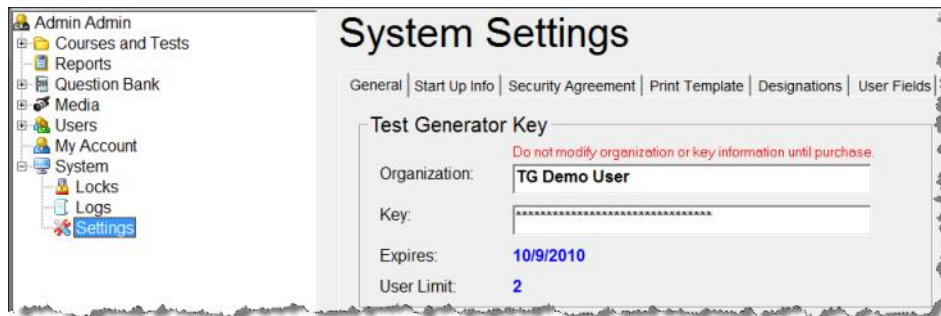 Admin Admin
Courses and Tests
Reports
Question Bank
Media
Users
My Account
System
Locks
Logs
Settings
System Settings
General Start Up Info Security Agreement Print Template Designations User Fields
Test Generator Key
Do not modify organization or key information until purchase.
Organization: TG Demo User
Key: ********************************
Expires: 10/9/2010
User Limit: 2